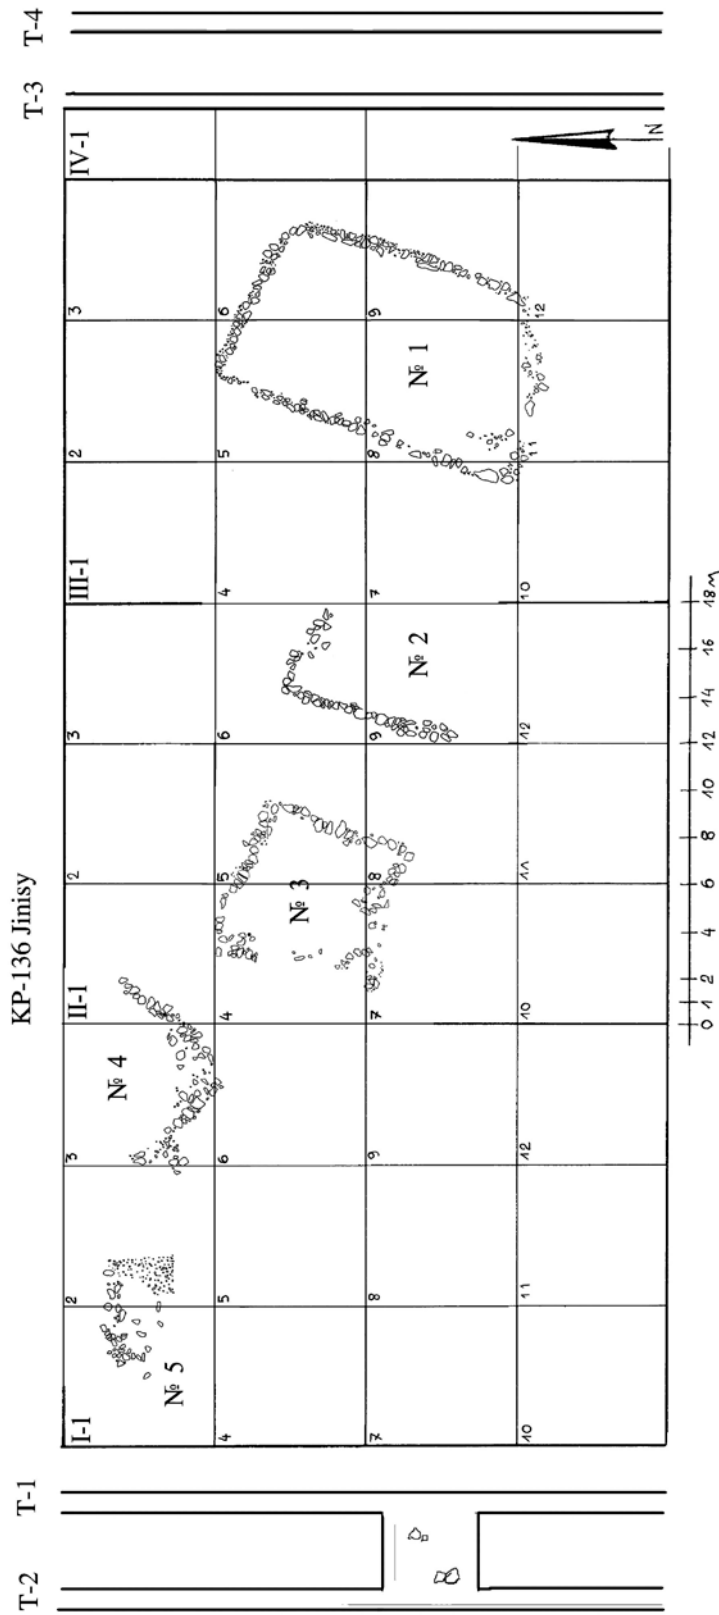 T-2 T-1 KP-136 Jinisy T-3 T-4
I-1 2 3 II-1 2 3 III-1 2 3 IV-1
№ 4
№ 5
4 5 6 4 5 6 4 5 6
№ 3
7 8 9 7 8 9 7 8 9
№ 2 № 1
10 11 12 10 11 12 10 11 12
N
0 1 2 4 6 8 10 12 14 16 18м